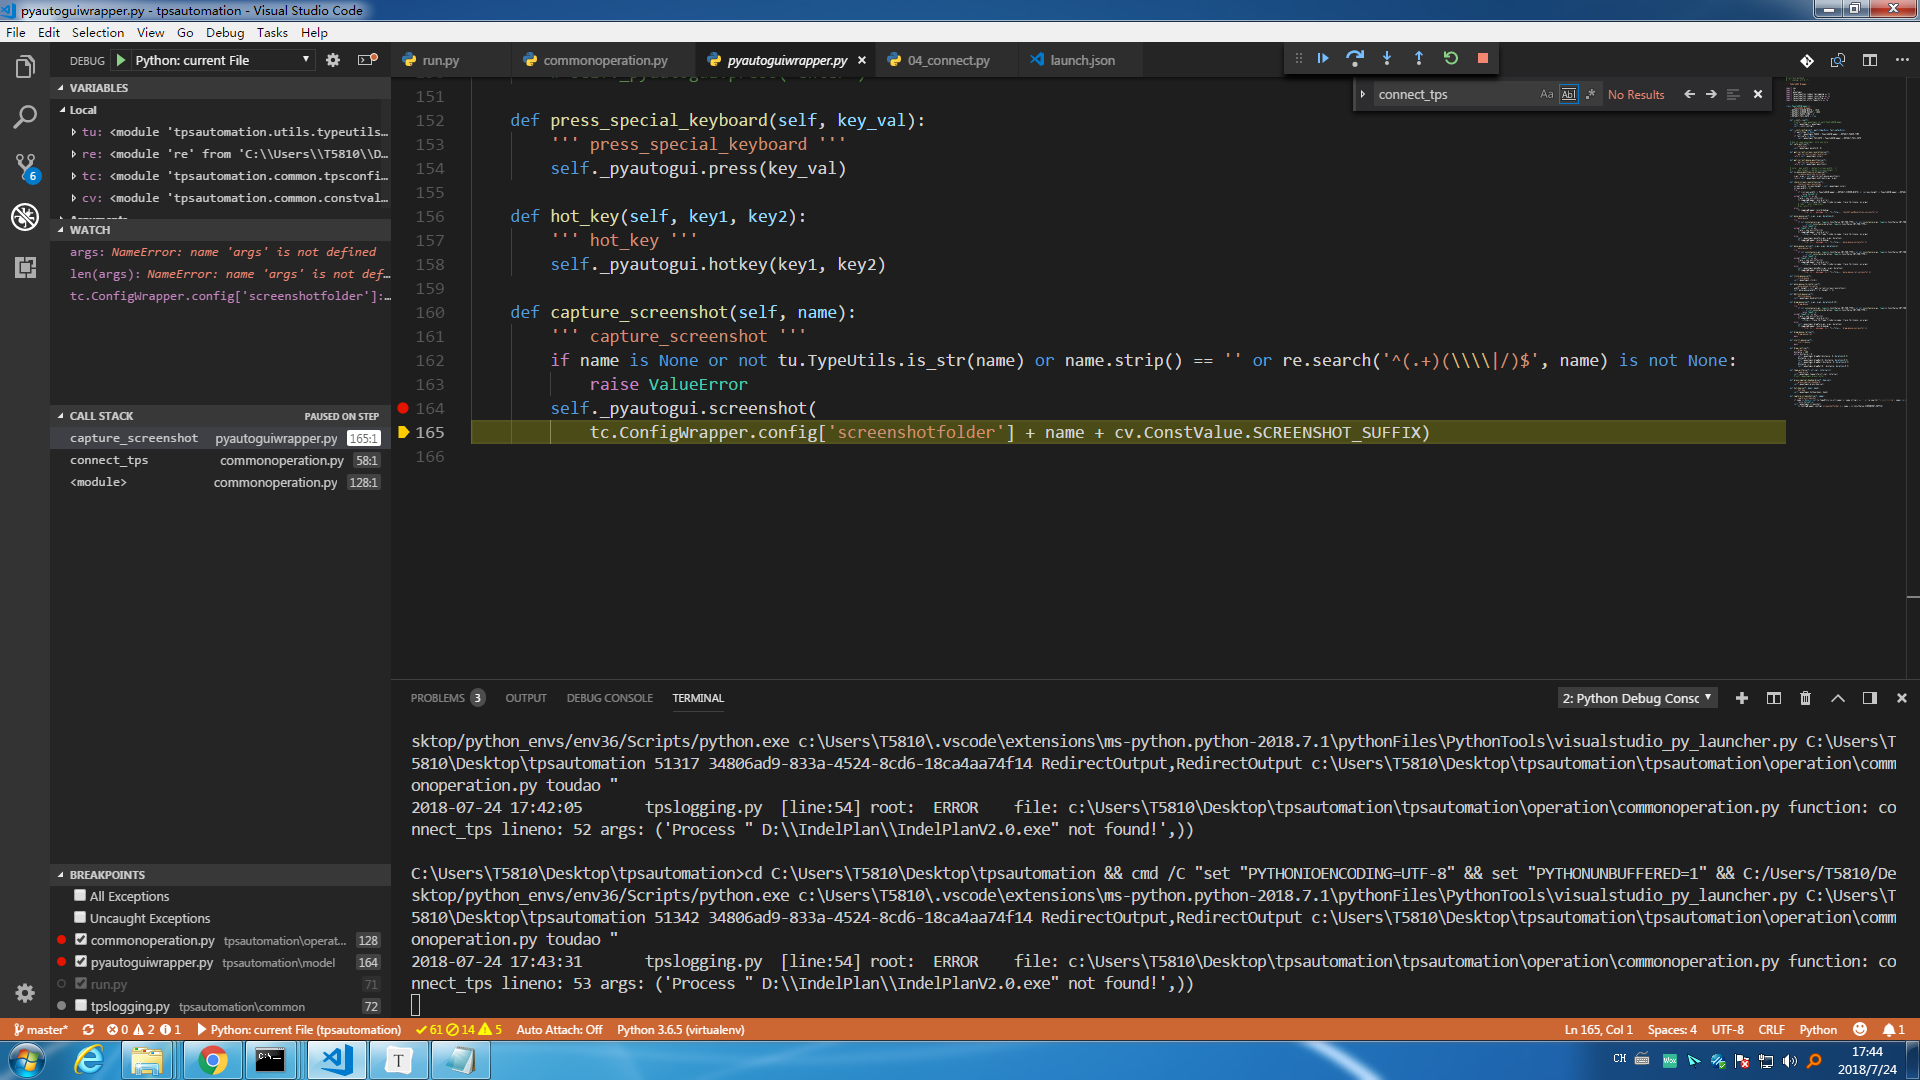 pyautoguiwrapper.py - tpsautomation - Visual Studio Code
File Edit Selection View Go Debug Tasks Help
DEBUG Python: current File
run.py commonoperation.py pyautoguiwrapper.py 04_connect.py launch.json
connect_tps Aa Abl .* No Results
VARIABLES
Local
tu: <module 'tpsautomation.utils.typeutils...
re: <module 're' from 'C:\\Users\\T5810\\D...
tc: <module 'tpsautomation.common.tpsconfi...
cv: <module 'tpsautomation.common.constval...
WATCH
args: NameError: name 'args' is not defined
len(args): NameError: name 'args' is not def...
tc.ConfigWrapper.config['screenshotfolder']:...
CALL STACK PAUSED ON STEP
capture_screenshot pyautoguiwrapper.py 165:1
connect_tps commonoperation.py 58:1
<module> commonoperation.py 128:1
BREAKPOINTS
All Exceptions
Uncaught Exceptions
commonoperation.py tpsautomation\operat... 128
pyautoguiwrapper.py tpsautomation\model 164
run.py 71
tpslogging.py tpsautomation\common 72
151
152 def press_special_keyboard(self, key_val):
153 ''' press_special_keyboard '''
154 self._pyautogui.press(key_val)
155
156 def hot_key(self, key1, key2):
157 ''' hot_key '''
158 self._pyautogui.hotkey(key1, key2)
159
160 def capture_screenshot(self, name):
161 ''' capture_screenshot '''
162 if name is None or not tu.TypeUtils.is_str(name) or name.strip() == '' or re.search('^(.+)(\\\\|/)$', name) is not None:
163 raise ValueError
164 self._pyautogui.screenshot(
165 tc.ConfigWrapper.config['screenshotfolder'] + name + cv.ConstValue.SCREENSHOT_SUFFIX)
166
PROBLEMS 3 OUTPUT DEBUG CONSOLE TERMINAL 2: Python Debug Consc
sktop/python_envs/env36/Scripts/python.exe c:\Users\T5810\.vscode\extensions\ms-python.python-2018.7.1\pythonFiles\PythonTools\visualstudio_py_launcher.py C:\Users\T
5810\Desktop\tpsautomation 51317 34806ad9-833a-4524-8cd6-18ca4aa74f14 RedirectOutput,RedirectOutput c:\Users\T5810\Desktop\tpsautomation\tpsautomation\operation\comm
onoperation.py toudao "
2018-07-24 17:42:05 tpslogging.py [line:54] root: ERROR file: c:\Users\T5810\Desktop\tpsautomation\tpsautomation\operation\commonoperation.py function: co
nnect_tps lineno: 52 args: ('Process " D:\\IndelPlan\\IndelPlanV2.0.exe" not found!',))
C:\Users\T5810\Desktop\tpsautomation>cd C:\Users\T5810\Desktop\tpsautomation && cmd /C "set "PYTHONIOENCODING=UTF-8" && set "PYTHONUNBUFFERED=1" && C:/Users/T5810/De
sktop/python_envs/env36/Scripts/python.exe c:\Users\T5810\.vscode\extensions\ms-python.python-2018.7.1\pythonFiles\PythonTools\visualstudio_py_launcher.py C:\Users\T
5810\Desktop\tpsautomation 51342 34806ad9-833a-4524-8cd6-18ca4aa74f14 RedirectOutput,RedirectOutput c:\Users\T5810\Desktop\tpsautomation\tpsautomation\operation\comm
onoperation.py toudao "
2018-07-24 17:43:31 tpslogging.py [line:54] root: ERROR file: c:\Users\T5810\Desktop\tpsautomation\tpsautomation\operation\commonoperation.py function: co
nnect_tps lineno: 53 args: ('Process " D:\\IndelPlan\\IndelPlanV2.0.exe" not found!',))
6
master* 0 2 1 Python: current File (tpsautomation) 61 14 5 Auto Attach: Off Python 3.6.5 (virtualenv) Ln 165, Col 1 Spaces: 4 UTF-8 CRLF Python 1
T CH 17:44
2018/7/24